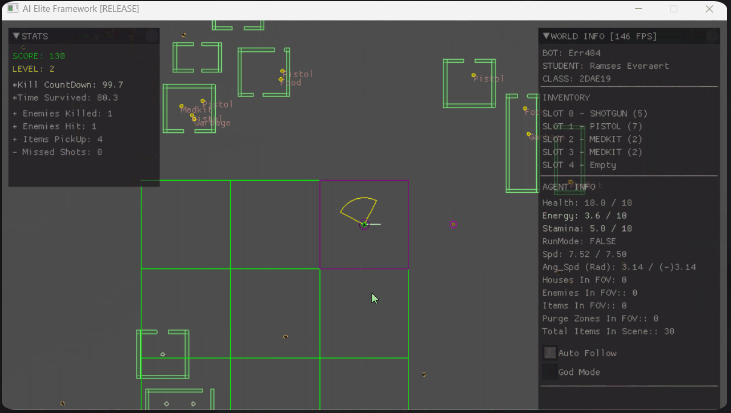 AI Elite Framework [RELEASE]
STATS
SCORE: 130
LEVEL: 2
*Kill CountDown: 99.7
*Time Survived: 80.3
+ Enemies Killed: 1
+ Enemies Hit: 1
+ Items PickUp: 4
- Missed Shots: 0
Pistol
Food
Pistol
Medkit
Pistol
Garbage
Pistol
WORLD INFO [146 FPS]
BOT: Err404
STUDENT: Ramses Everaert
CLASS: 2DAE19
INVENTORY
SLOT 0 - SHOTGUN (5)
SLOT 1 - PISTOL (7)
SLOT 2 - MEDKIT (2)
SLOT 3 - MEDKIT (2)
SLOT 4 - Empty
AGENT INFO
Health: 10.0 / 10
Energy: 3.6 / 10
Stamina: 5.0 / 10
RunMode: FALSE
Spd: 7.52 / 7.50
Ang_Spd (Rad): 3.14 / (-)3.14
Houses In FOV: 0
Enemies In FOV:: 0
Items In FOV:: 0
Purge Zones In FOV:: 0
Total Items In Scene:: 30
Auto Follow
God Mode